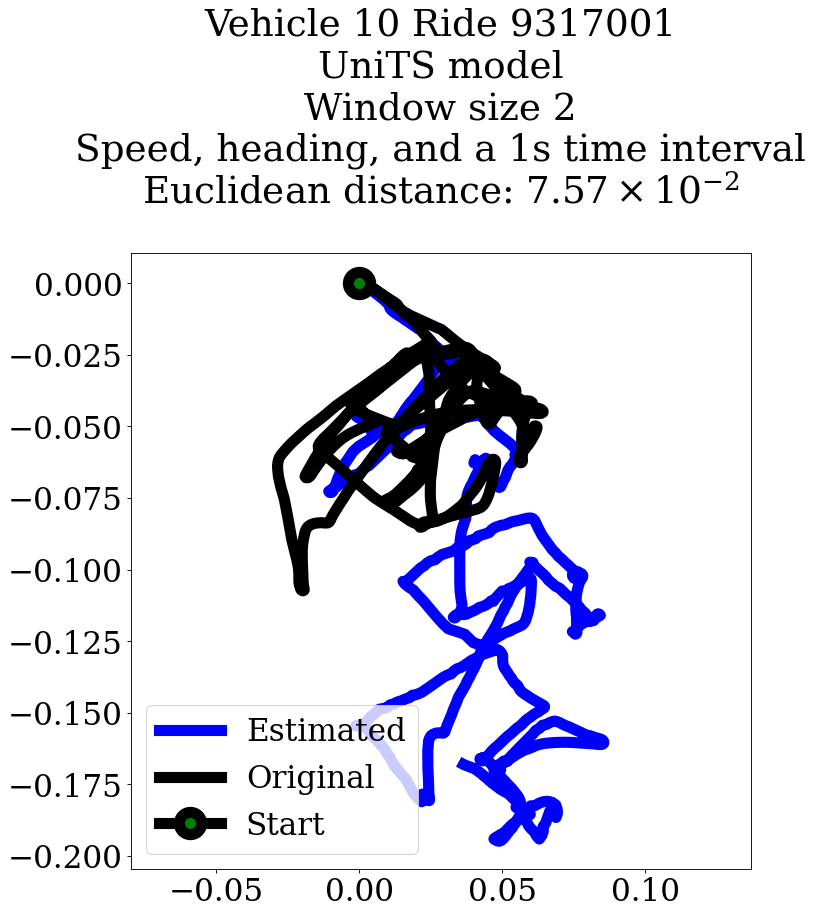 Vehicle 10 Ride 9317001
UniTS model
Window size 2
Speed, heading, and a 1s time interval
Euclidean distance: 7.57 × 10⁻²
0.000
−0.025
−0.050
−0.075
−0.100
−0.125
−0.150
−0.175
−0.200
Estimated
Original
Start
−0.05
0.00
0.05
0.10